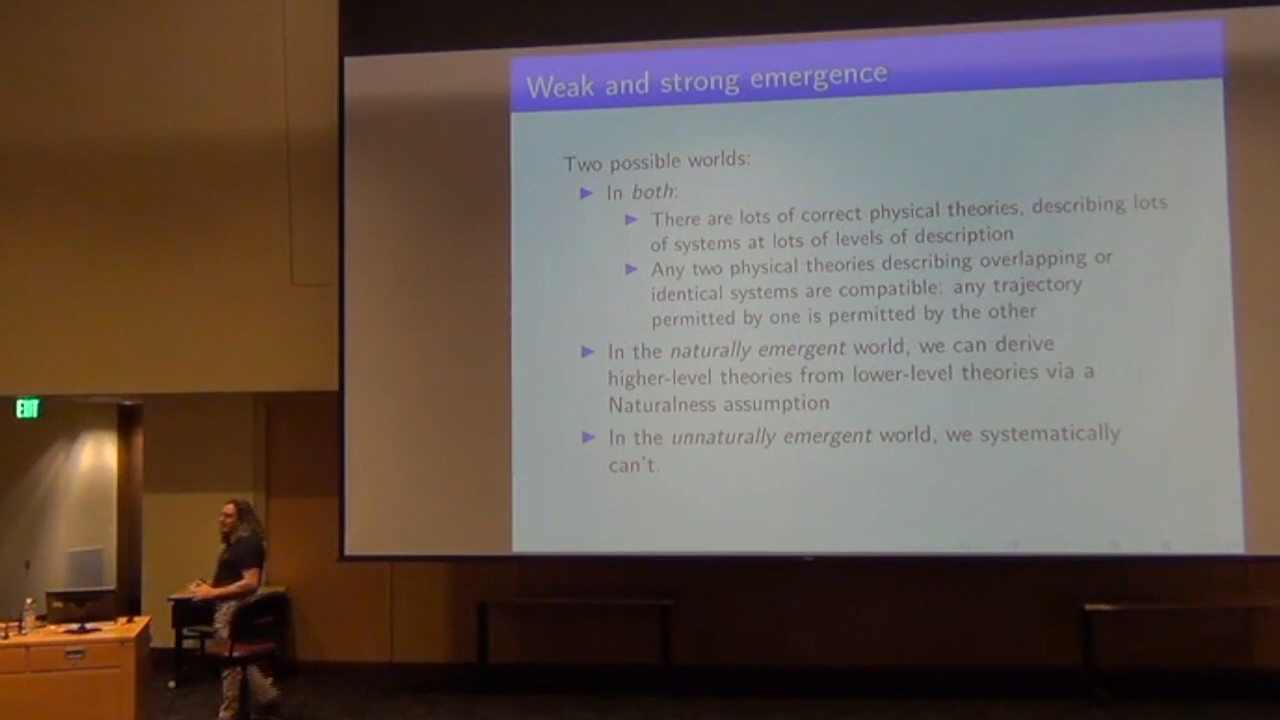 Weak and strong emergence
Two possible worlds:
In both:
There are lots of correct physical theories, describing lots
of systems at lots of levels of description
Any two physical theories describing overlapping or
identical systems are compatible: any trajectory
permitted by one is permitted by the other
In the naturally emergent world, we can derive
higher-level theories from lower-level theories via a
Naturalness assumption
In the unnaturally emergent world, we systematically
can't.
EXIT